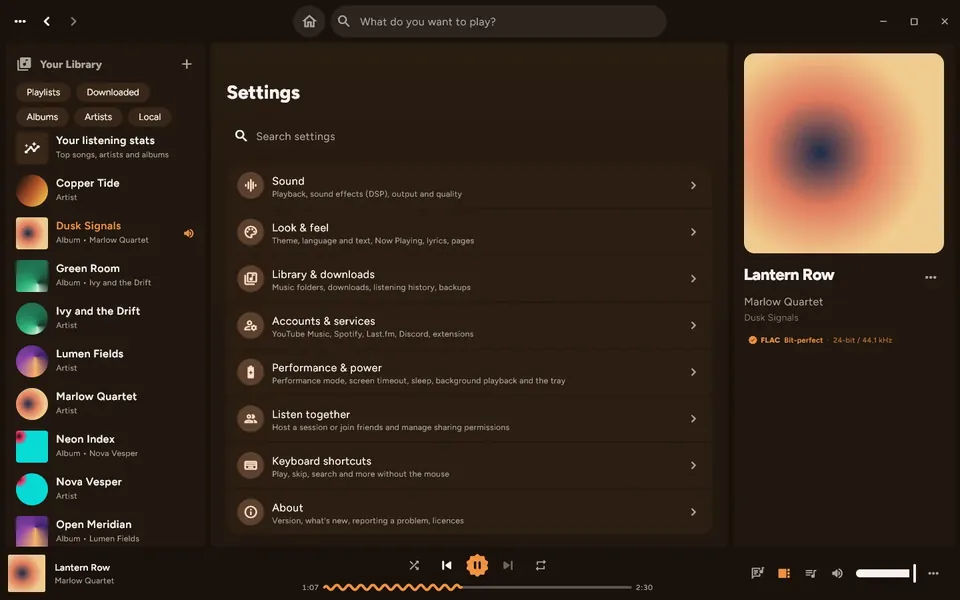 What do you want to play?
Your Library
Playlists
Downloaded
Albums
Artists
Local
Your listening stats
Top songs, artists and albums
Copper Tide
Artist
Dusk Signals
Album • Marlow Quartet
Green Room
Album • Ivy and the Drift
Ivy and the Drift
Artist
Lumen Fields
Artist
Marlow Quartet
Artist
Neon Index
Album • Nova Vesper
Nova Vesper
Artist
Open Meridian
Album • Lumen Fields
Settings
Search settings
Sound
Playback, sound effects (DSP), output and quality
Look & feel
Theme, language and text, Now Playing, lyrics, pages
Library & downloads
Music folders, downloads, listening history, backups
Accounts & services
YouTube Music, Spotify, Last.fm, Discord, extensions
Performance & power
Performance mode, screen timeout, sleep, background playback and the tray
Listen together
Host a session or join friends and manage sharing permissions
Keyboard shortcuts
Play, skip, search and more without the mouse
About
Version, what's new, reporting a problem, licences
Lantern Row
Marlow Quartet
Dusk Signals
FLAC Bit-perfect · 24-bit / 44.1 kHz
Lantern Row
Marlow Quartet
1:07
2:30